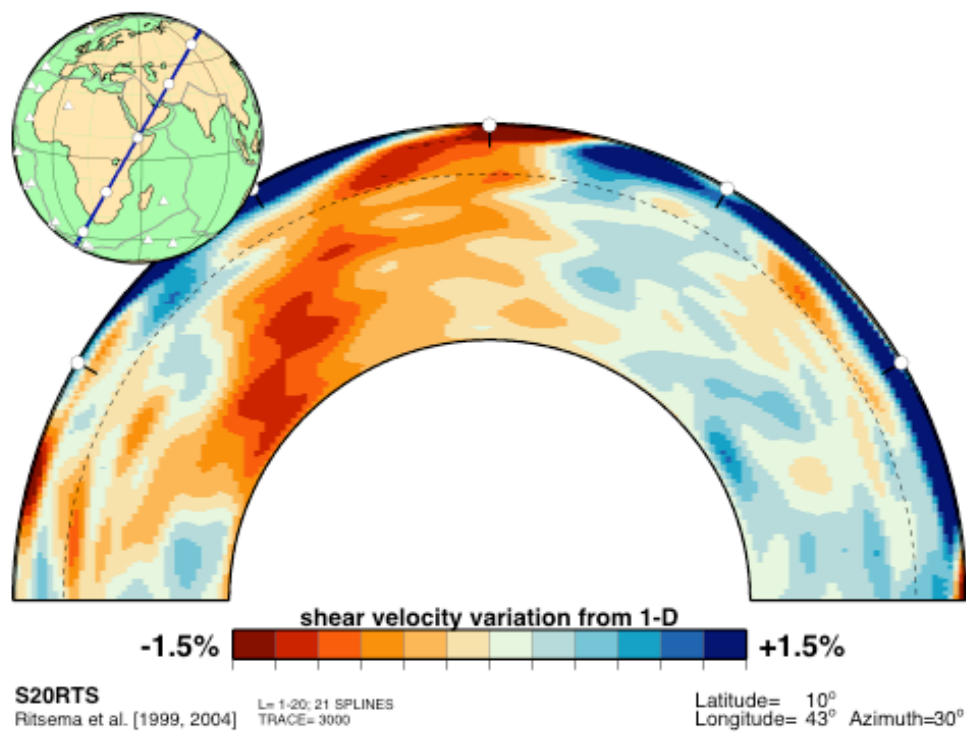 shear velocity variation from 1-D
-1.5% +1.5%
S20RTS
Ritsema et al. [1999, 2004]
L= 1-20; 21 SPLINES
TRACE= 3000
Latitude= 10°
Longitude= 43° Azimuth=30°